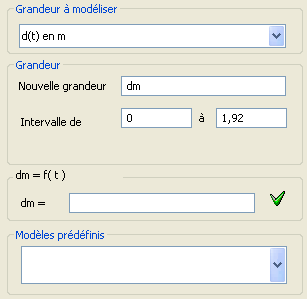 Grandeur à modéliser
d(t) en m
Grandeur
Nouvelle grandeur dm
Intervalle de 0 à 1,92
dm = f( t )
dm =
Modèles prédéfinis